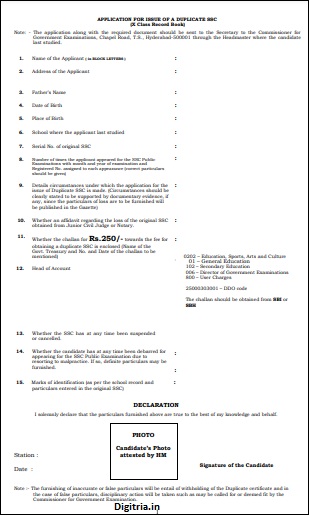 APPLICATION FOR ISSUE OF A DUPLICATE SSC
(X Class Record Book)
Note: - The application along with the required document should be sent to the Secretary to the Commissioner for
Government Examinations, Chapel Road, T.S., Hyderabad-500001 through the Headmaster where the candidate
last studied.
1. Name of the Applicant ( in BLOCK LETTERS ) :
2. Address of the Applicant :
3. Father's Name :
4. Date of Birth :
5. Place of Birth :
6. School where the applicant last studied :
7. Serial No. of original SSC :
8. Number of times the applicant appeared for the SSC Public :
Examinations with month and year of examination and
Registered No. assigned to each appearance (correct particulars
should be given)
9. Details circumstances under which the application for :
issue of Duplicate SSC is made. (Circumstances should be
clearly stated to be supported by documentary evidence, if
any, since the particulars of loss are to be furnished will
be published in the Gazette)
10. Whether an affidavit regarding the loss of the original SSC :
obtained from Junior Civil Judge or Notary.
11. Whether the challan for Rs.250/- towards the fee for :
obtaining a duplicate SSC is enclosed (Name of the
Govt. Treasury and No. and Date of the challan to be
mentioned)
12. Head of Account :
0202 – Education, Sports, Arts and Culture
01 – General Education
102 – Secondary Education
006 – Director of Government Examinations
800 – User Charges
25000303001 – DDO code
The challan should be obtained from SBI or
SBH
13. Whether the SSC has at any time been suspended
or cancelled. :
14. Whether the candidate has at any time been debarred for
appearing for the SSC Public Examination due to :
resorting to malpractice. If so, definite particulars may be
furnished. :
15. Marks of identification (as per the school record and :
particulars entered in the original SSC)
DECLARATION
I solemnly declare that the particulars furnished above are true to the best of my knowledge and behalf.
PHOTO
Candidate's Photo
attested by HM
Station :
Date :
Signature of the Candidate
Note :- The furnishing of inaccurate or false particulars will be entail of withholding of the Duplicate certificate and in
the case of false particulars, disciplinary action will be taken such as may be called for or deemed fit by the
Commissioner for Government Examination.
Digitria.in